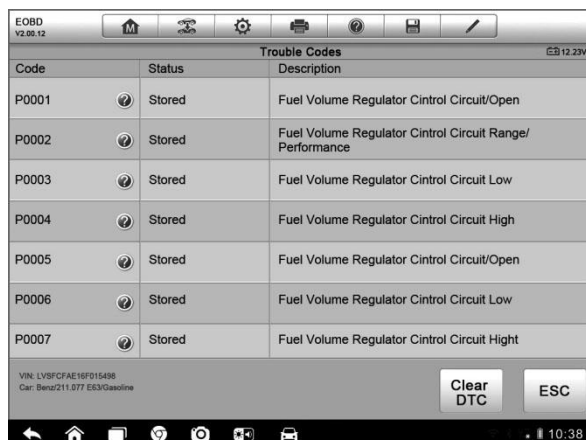 EOBD
V2.00.12
Trouble Codes
12.23V
Code Status Description
P0001 Stored Fuel Volume Regulator Cintrol Circuit/Open
P0002 Stored Fuel Volume Regulator Cintrol Circuit Range/
Performance
P0003 Stored Fuel Volume Regulator Cintrol Circuit Low
P0004 Stored Fuel Volume Regulator Cintrol Circuit High
P0005 Stored Fuel Volume Regulator Cintrol Circuit/Open
P0006 Stored Fuel Volume Regulator Cintrol Circuit Low
P0007 Stored Fuel Volume Regulator Cintrol Circuit Hight
VIN: LVSFCFAE16F015498
Car: Benz/211.077 E63/Gasoline
Clear
DTC
ESC
10:38